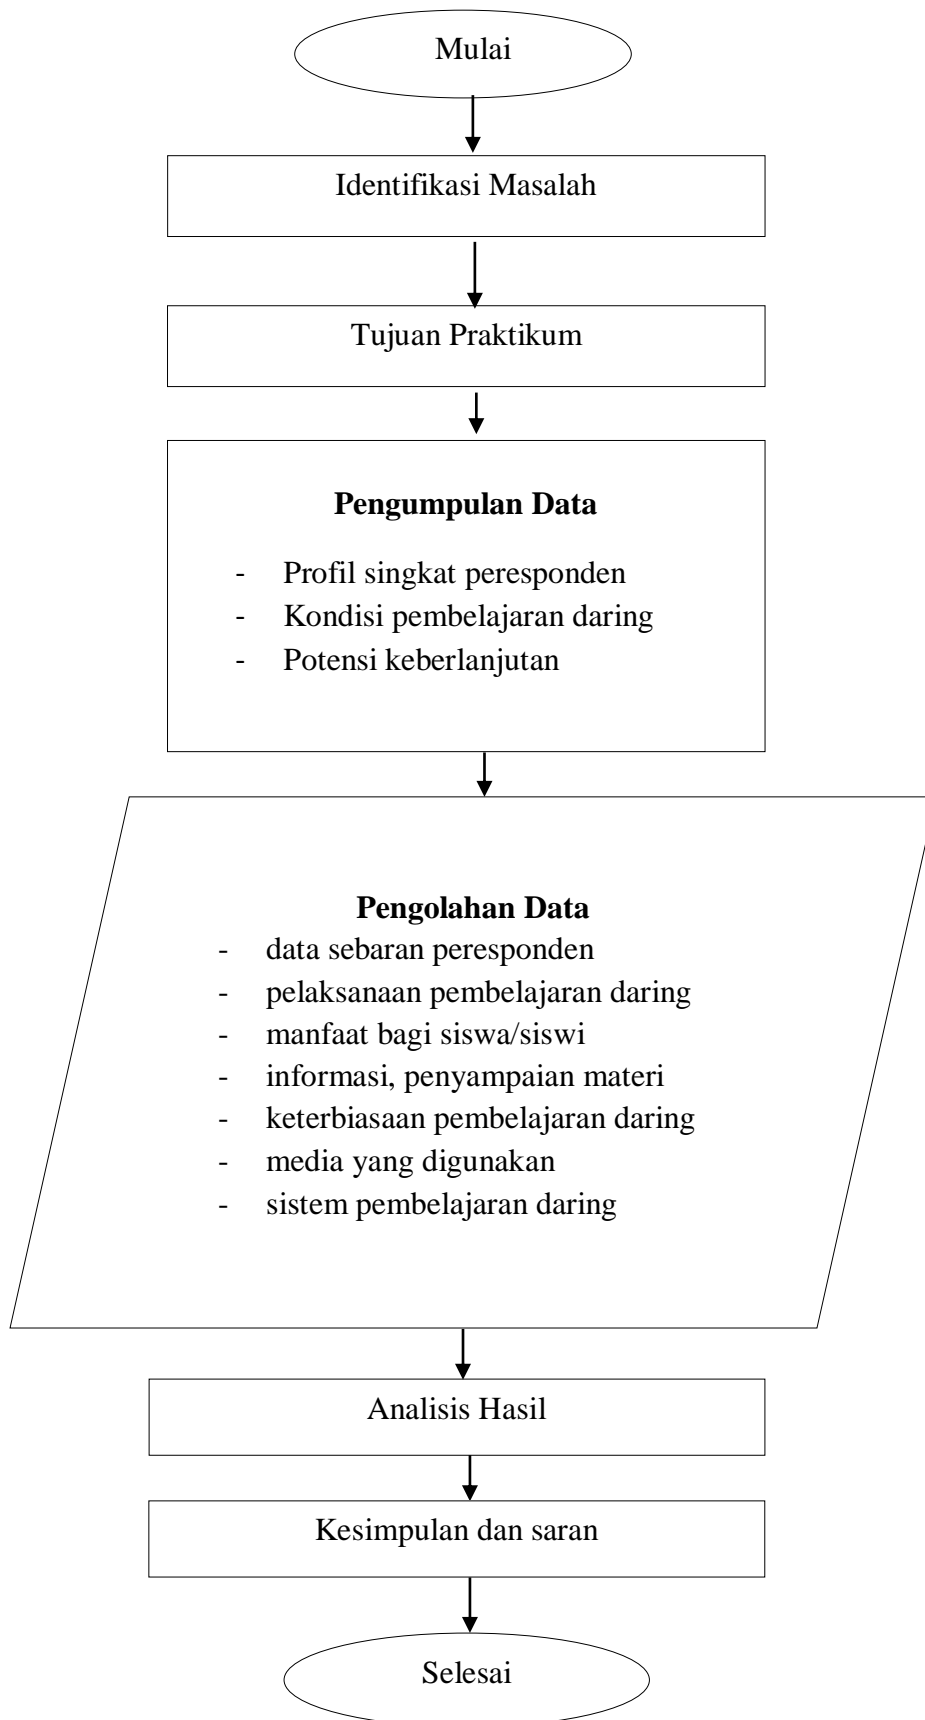 Mulai
Identifikasi Masalah
Tujuan Praktikum
Pengumpulan Data
- Profil singkat peresponden
- Kondisi pembelajaran daring
- Potensi keberlanjutan
Pengolahan Data
- data sebaran peresponden
- pelaksanaan pembelajaran daring
- manfaat bagi siswa/siswi
- informasi, penyampaian materi
- keterbiasaan pembelajaran daring
- media yang digunakan
- sistem pembelajaran daring
Analisis Hasil
Kesimpulan dan saran
Selesai